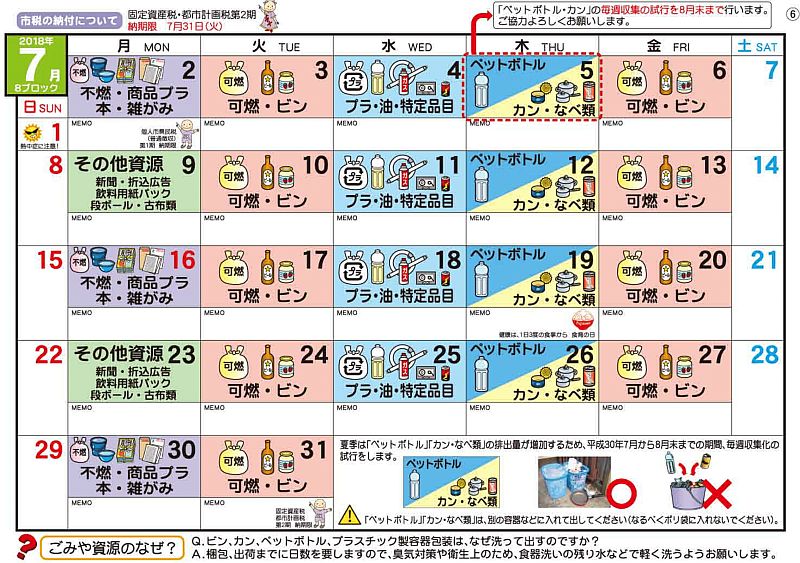 市税の納付について
固定資産税・都市計画税第2期
納期限 7月31日(火)
「ペットボトル・カン」の毎週収集の試行を8月末まで行います。
ご協力よろしくお願いします。
⑥
2018年
7月
8ブロック
日 SUN
月 MON
火 TUE
水 WED
木 THU
金 FRI
土 SAT
1
熱中症に注意!
不燃 2
不燃・商品プラ
本・雑がみ
MEMO
個人市県民税
(普通徴収)
第1期 納期限
可燃 3
可燃・ビン
MEMO
プラ 4
プラ・油・特定品目
MEMO
ペットボトル 5
カン・なべ類
MEMO
可燃 6
可燃・ビン
MEMO
7
8
その他資源 9
新聞・折込広告
飲料用紙パック
段ボール・古布類
MEMO
可燃 10
可燃・ビン
MEMO
プラ 11
プラ・油・特定品目
MEMO
ペットボトル 12
カン・なべ類
MEMO
可燃 13
可燃・ビン
MEMO
14
15
不燃 16
不燃・商品プラ
本・雑がみ
MEMO
可燃 17
可燃・ビン
MEMO
プラ 18
プラ・油・特定品目
MEMO
ペットボトル 19
カン・なべ類
MEMO
健康は、1日3度の食事から 食育の日
可燃 20
可燃・ビン
MEMO
21
22
その他資源 23
新聞・折込広告
飲料用紙パック
段ボール・古布類
MEMO
可燃 24
可燃・ビン
MEMO
プラ 25
プラ・油・特定品目
MEMO
ペットボトル 26
カン・なべ類
MEMO
可燃 27
可燃・ビン
MEMO
28
29
不燃 30
不燃・商品プラ
本・雑がみ
MEMO
可燃 31
可燃・ビン
MEMO
固定資産税
都市計画税
第2期 納期限
夏季は「ペットボトル」「カン・なべ類」の排出量が増加するため、平成30年7月から8月末までの期間、毎週収集化の
試行をします。
ペットボトル
カン・なべ類
「ペットボトル」「カン・なべ類」は、別の容器などに入れて出してください(なるべくポリ袋に入れないでください)。
ごみや資源のなぜ?
Q.ビン、カン、ペットボトル、プラスチック製容器包装は、なぜ洗って出すのですか?
A.梱包、出荷までに日数を要しますので、臭気対策や衛生上のため、食器洗いの残り水などで軽く洗うようお願いします。